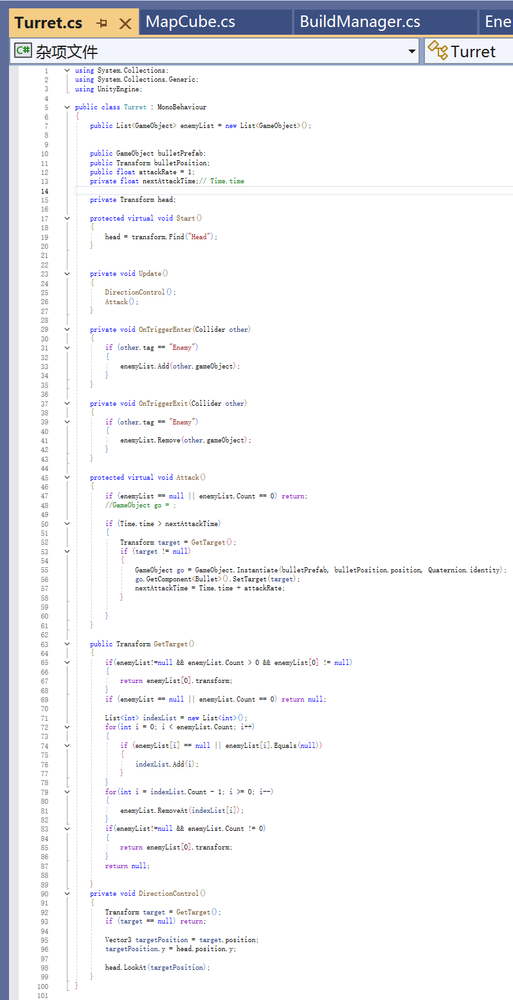 Turret.cs
MapCube.cs
BuildManager.cs
Ene
C# 杂项文件
Turret
1 using System.Collections;
2 using System.Collections.Generic;
3 using UnityEngine;
4
5 public class Turret : MonoBehaviour
6 {
7 public List<GameObject> enemyList = new List<GameObject>();
8
9
10 public GameObject bulletPrefab;
11 public Transform bulletPosition;
12 public float attackRate = 1;
13 private float nextAttackTime;// Time.time
14
15 private Transform head;
16
17 protected virtual void Start()
18 {
19 head = transform.Find("Head");
20 }
21
22
23 private void Update()
24 {
25 DirectionControl();
26 Attack();
27 }
28
29 private void OnTriggerEnter(Collider other)
30 {
31 if (other.tag == "Enemy")
32 {
33 enemyList.Add(other.gameObject);
34 }
35 }
36
37 private void OnTriggerExit(Collider other)
38 {
39 if (other.tag == "Enemy")
40 {
41 enemyList.Remove(other.gameObject);
42 }
43 }
44
45 protected virtual void Attack()
46 {
47 if (enemyList == null || enemyList.Count == 0) return;
48 //GameObject go = ;
49
50 if (Time.time > nextAttackTime)
51 {
52 Transform target = GetTarget();
53 if (target != null)
54 {
55 GameObject go = GameObject.Instantiate(bulletPrefab, bulletPosition.position, Quaternion.identity);
56 go.GetComponent<Bullet>().SetTarget(target);
57 nextAttackTime = Time.time + attackRate;
58 }
59
60 }
61 }
62
63 public Transform GetTarget()
64 {
65 if(enemyList!=null && enemyList.Count > 0 && enemyList[0] != null)
66 {
67 return enemyList[0].transform;
68 }
69 if (enemyList == null || enemyList.Count == 0) return null;
70
71 List<int> indexList = new List<int>();
72 for(int i = 0; i < enemyList.Count; i++)
73 {
74 if (enemyList[i] == null || enemyList[i].Equals(null))
75 {
76 indexList.Add(i);
77 }
78 }
79 for(int i = indexList.Count - 1; i >= 0; i--)
80 {
81 enemyList.RemoveAt(indexList[i]);
82 }
83 if(enemyList!=null && enemyList.Count != 0)
84 {
85 return enemyList[0].transform;
86 }
87 return null;
88
89 }
90 private void DirectionControl()
91 {
92 Transform target = GetTarget();
93 if (target == null) return;
94
95 Vector3 targetPosition = target.position;
96 targetPosition.y = head.position.y;
97
98 head.LookAt(targetPosition);
99 }
100 }
101